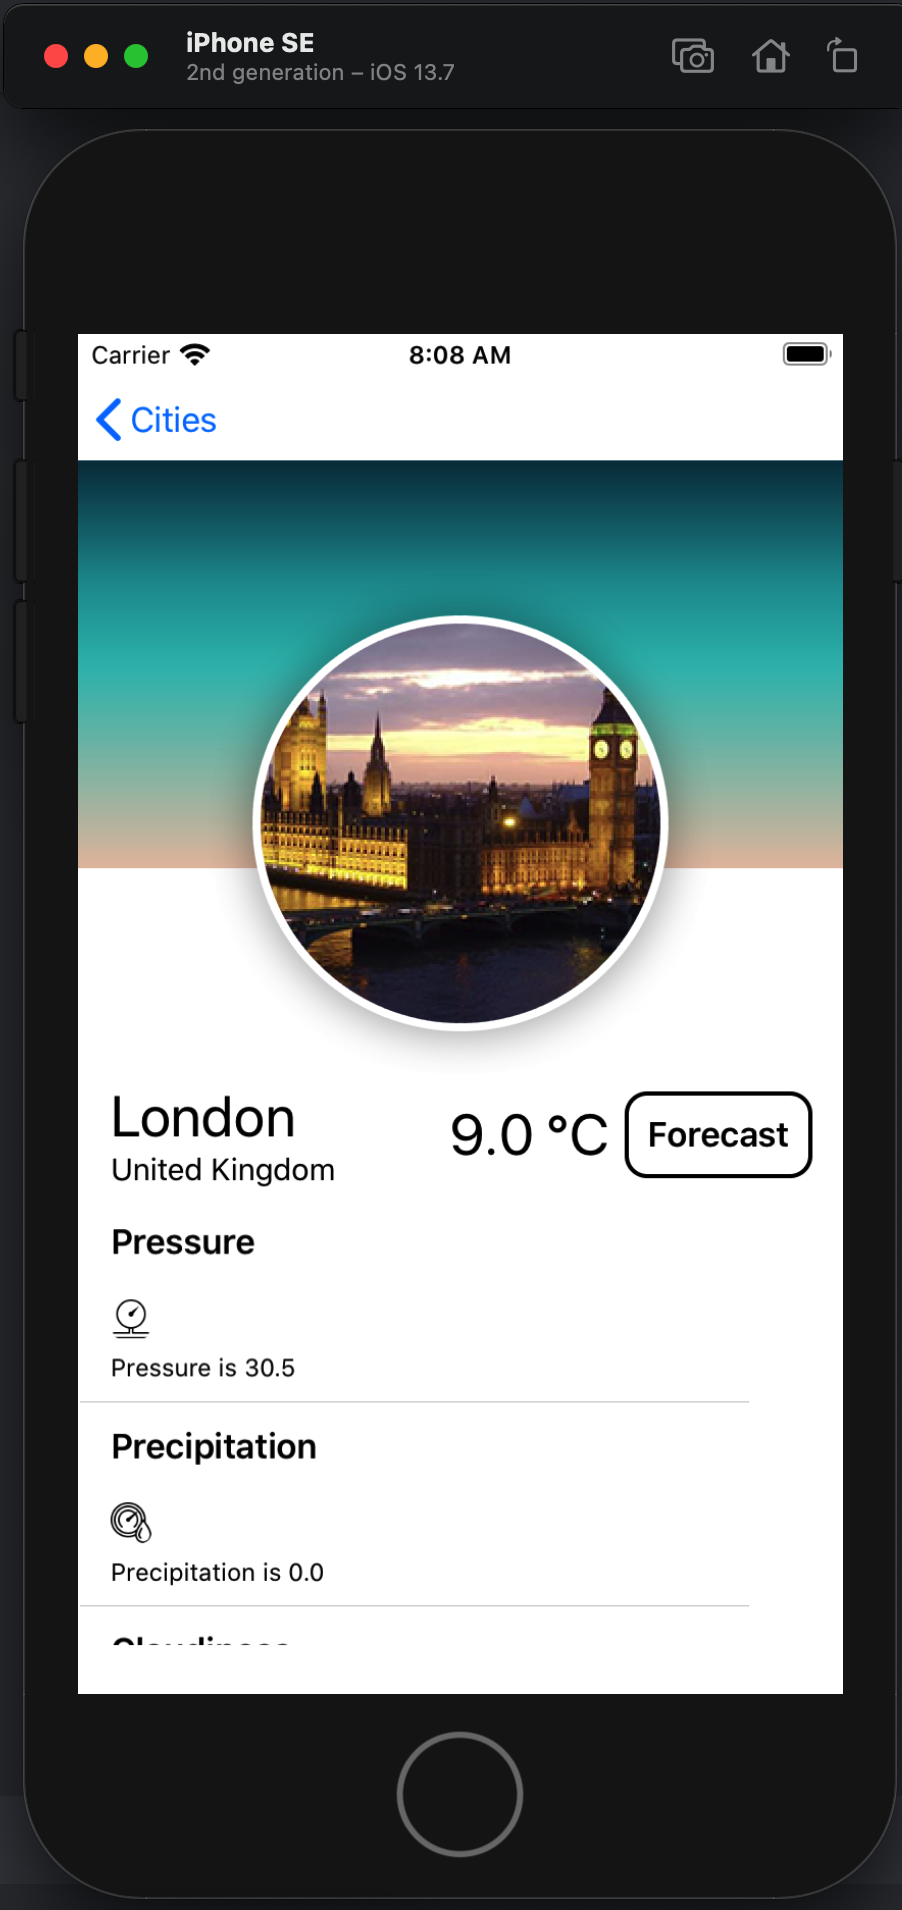 iPhone SE
2nd generation – iOS 13.7
Carrier 8:08 AM
Cities
London
United Kingdom
9.0 °C
Forecast
Pressure
Pressure is 30.5
Precipitation
Precipitation is 0.0
Cloudiness